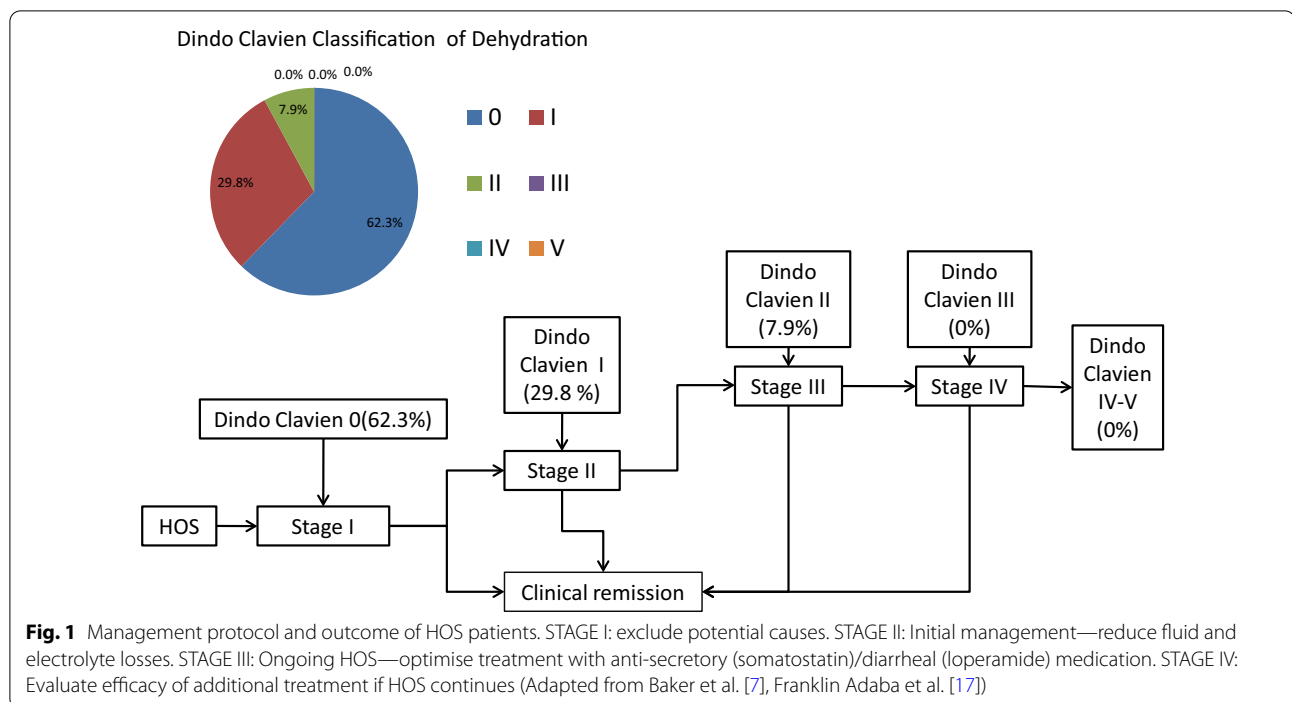 Dindo Clavien Classification of Dehydration
0.0% 0.0% 0.0%
7.9%
29.8%
62.3%
0 I
II III
IV V
Dindo
Clavien II
(7.9%)
Dindo
Clavien III
(0%)
Dindo
Clavien I
(29.8 %)
Dindo
Clavien
IV-V
(0%)
Stage III
Stage IV
Dindo Clavien 0(62.3%)
Stage II
HOS
Stage I
Clinical remission
Fig. 1 Management protocol and outcome of HOS patients. STAGE I: exclude potential causes. STAGE II: Initial management—reduce fluid and
electrolyte losses. STAGE III: Ongoing HOS—optimise treatment with anti-secretory (somatostatin)/diarrheal (loperamide) medication. STAGE IV:
Evaluate efficacy of additional treatment if HOS continues (Adapted from Baker et al. [7], Franklin Adaba et al. [17])